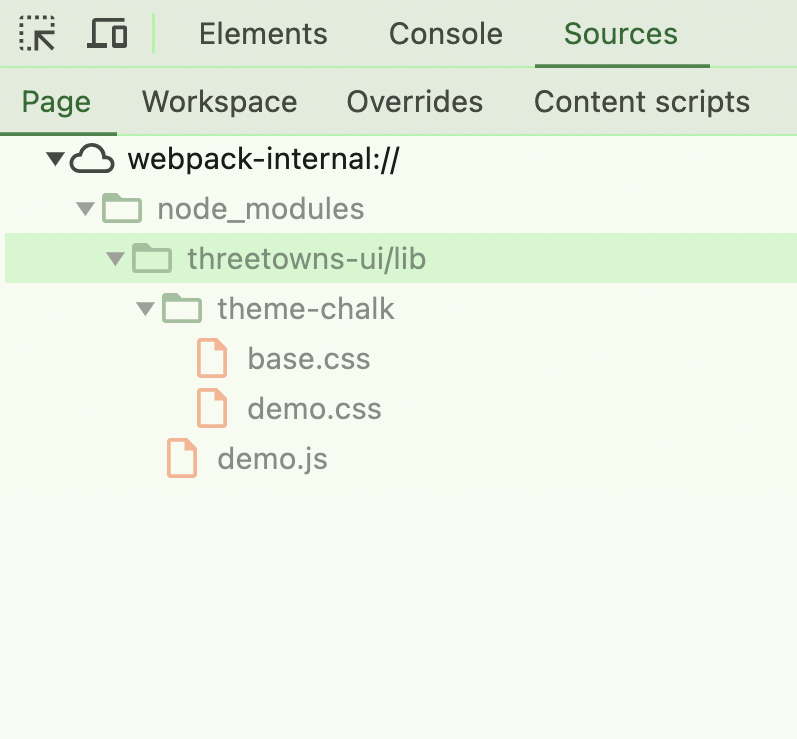 Elements Console Sources
Page Workspace Overrides Content scripts
webpack-internal://
node_modules
threetowns-ui/lib
theme-chalk
base.css
demo.css
demo.js